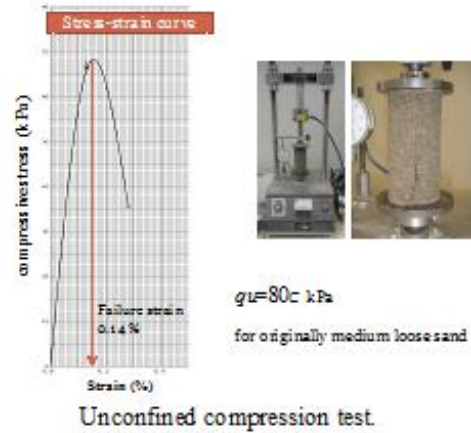 Stress-strain curve
compressive stress (k Pa)
Failure strain
0.14%
Strain (%)
kPa
for originally medium loose sand
Unconfined compression test.